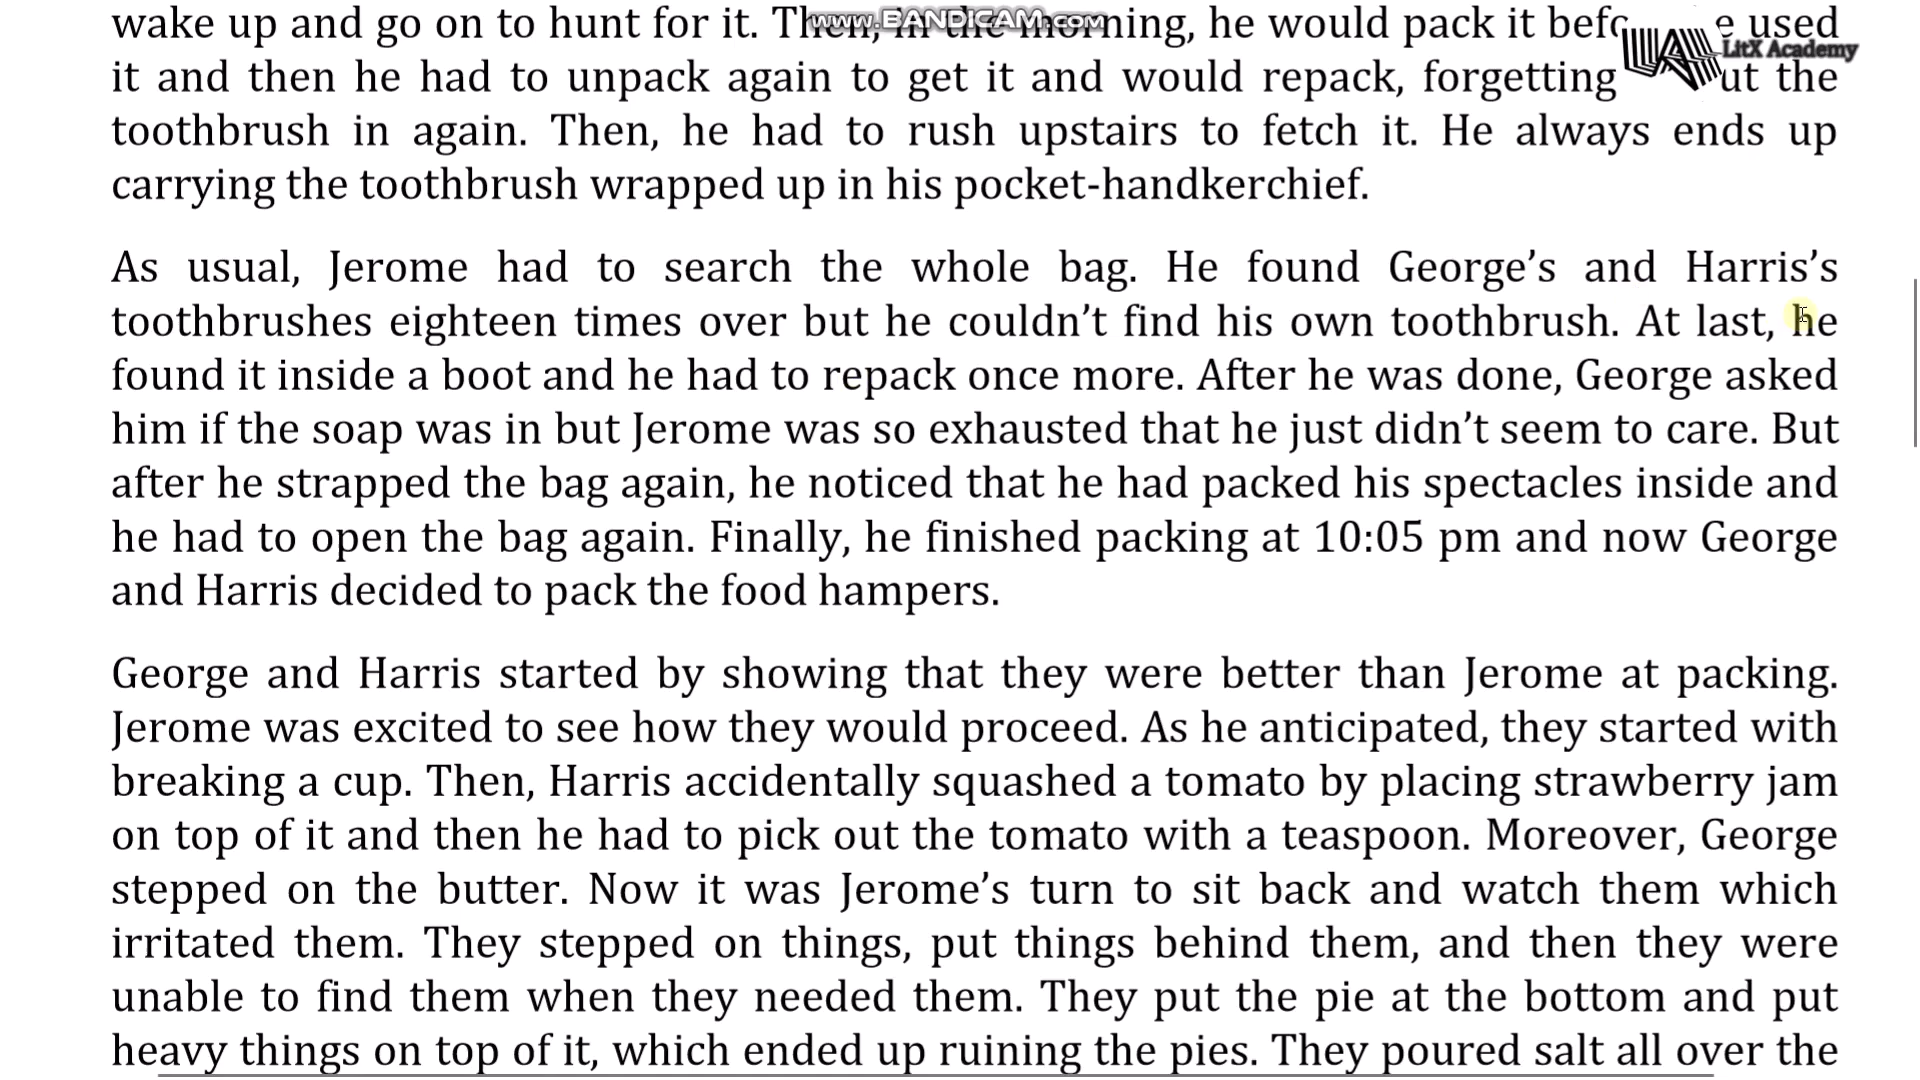 www.BANDICAM.com
wake up and go on to hunt for it. Then, in the morning, he would pack it befo e used
LitX Academy
it and then he had to unpack again to get it and would repack, forgetting ut the
toothbrush in again. Then, he had to rush upstairs to fetch it. He always ends up
carrying the toothbrush wrapped up in his pocket-handkerchief.
As usual, Jerome had to search the whole bag. He found George’s and Harris’s
toothbrushes eighteen times over but he couldn’t find his own toothbrush. At last, he
found it inside a boot and he had to repack once more. After he was done, George asked
him if the soap was in but Jerome was so exhausted that he just didn’t seem to care. But
after he strapped the bag again, he noticed that he had packed his spectacles inside and
he had to open the bag again. Finally, he finished packing at 10:05 pm and now George
and Harris decided to pack the food hampers.
George and Harris started by showing that they were better than Jerome at packing.
Jerome was excited to see how they would proceed. As he anticipated, they started with
breaking a cup. Then, Harris accidentally squashed a tomato by placing strawberry jam
on top of it and then he had to pick out the tomato with a teaspoon. Moreover, George
stepped on the butter. Now it was Jerome’s turn to sit back and watch them which
irritated them. They stepped on things, put things behind them, and then they were
unable to find them when they needed them. They put the pie at the bottom and put
heavy things on top of it, which ended up ruining the pies. They poured salt all over the